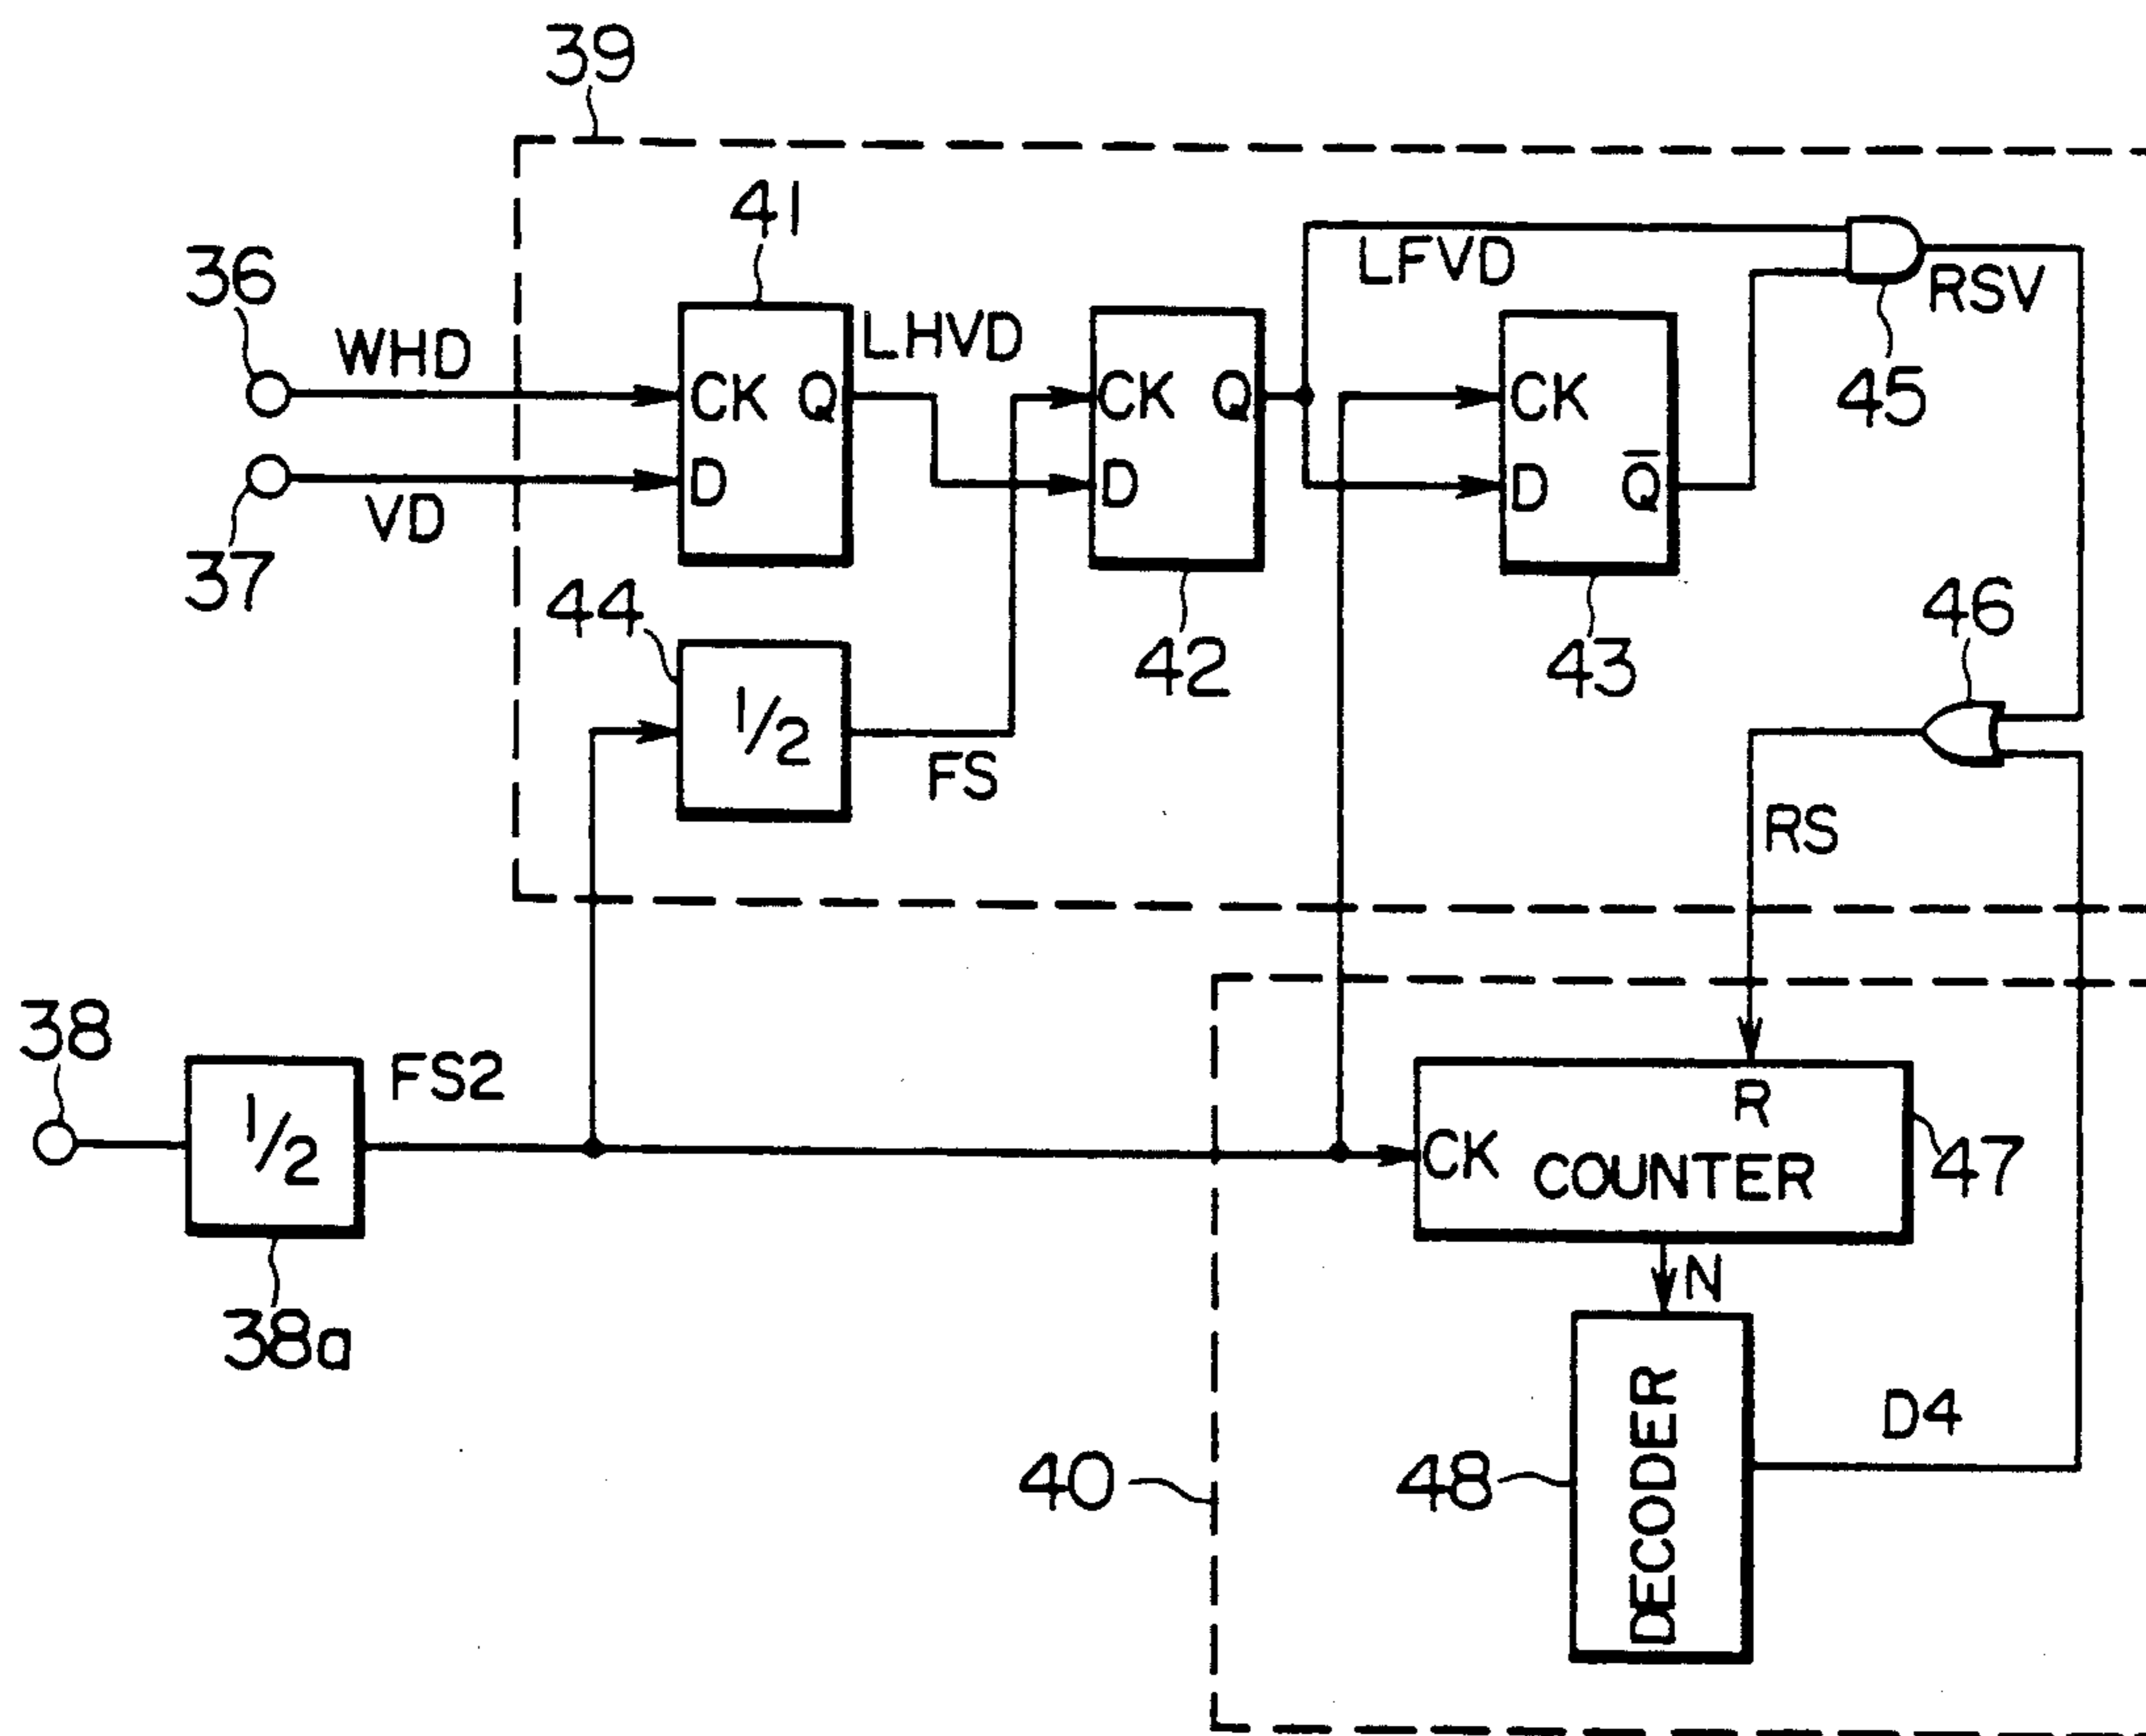 39
41
36
WHD
LHVD
LFVD
RSV
45
CK Q
D
CK Q
D
CK
D Q̅
VD
37
44
1/2
FS
42
43
46
RS
38
1/2
FS2
38a
R
CK COUNTER
47
N
40
48
DECODER
D4